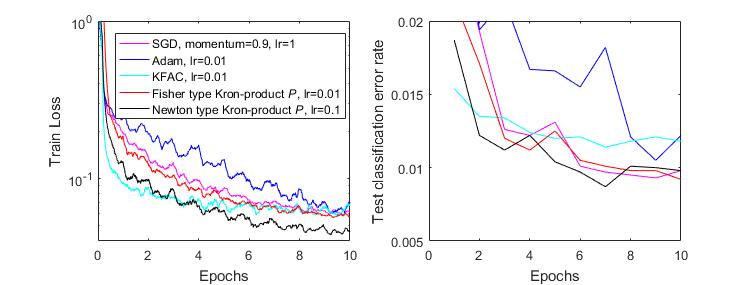 10⁰
10⁻¹
Train Loss
SGD, momentum=0.9, lr=1
Adam, lr=0.01
KFAC, lr=0.01
Fisher type Kron-product P, lr=0.01
Newton type Kron-product P, lr=0.1
0 2 4 6 8 10
Epochs
0.02
0.015
0.01
0.005
Test classification error rate
0 2 4 6 8 10
Epochs